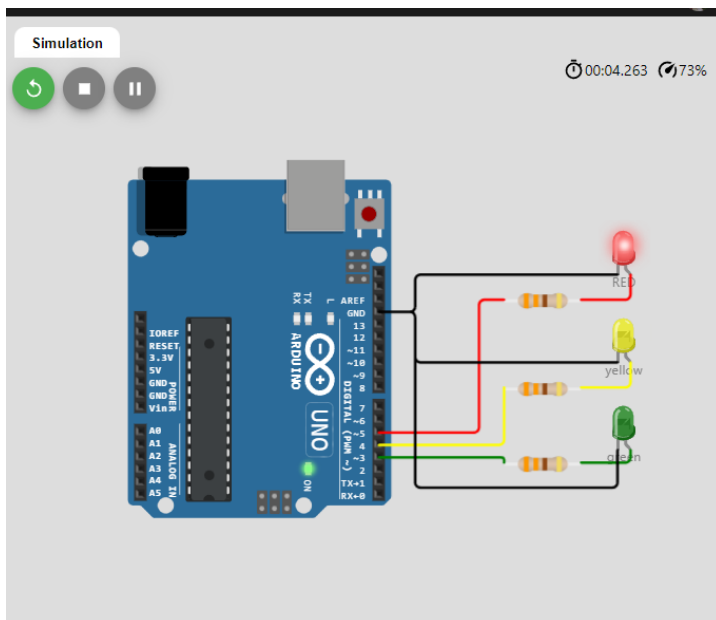 Simulation
00:04.263 73%
RX
TX
L
AREF
GND
13
12
~11
~10
~9
8
7
~6
~5
4
~3
2
TX→1
RX←0
DIGITAL (PWM ~)
ARDUINO
UNO
ON
IOREF
RESET
3.3V
5V
GND
GND
Vin
POWER
A0
A1
A2
A3
A4
A5
ANALOG IN
RED
yellow
green